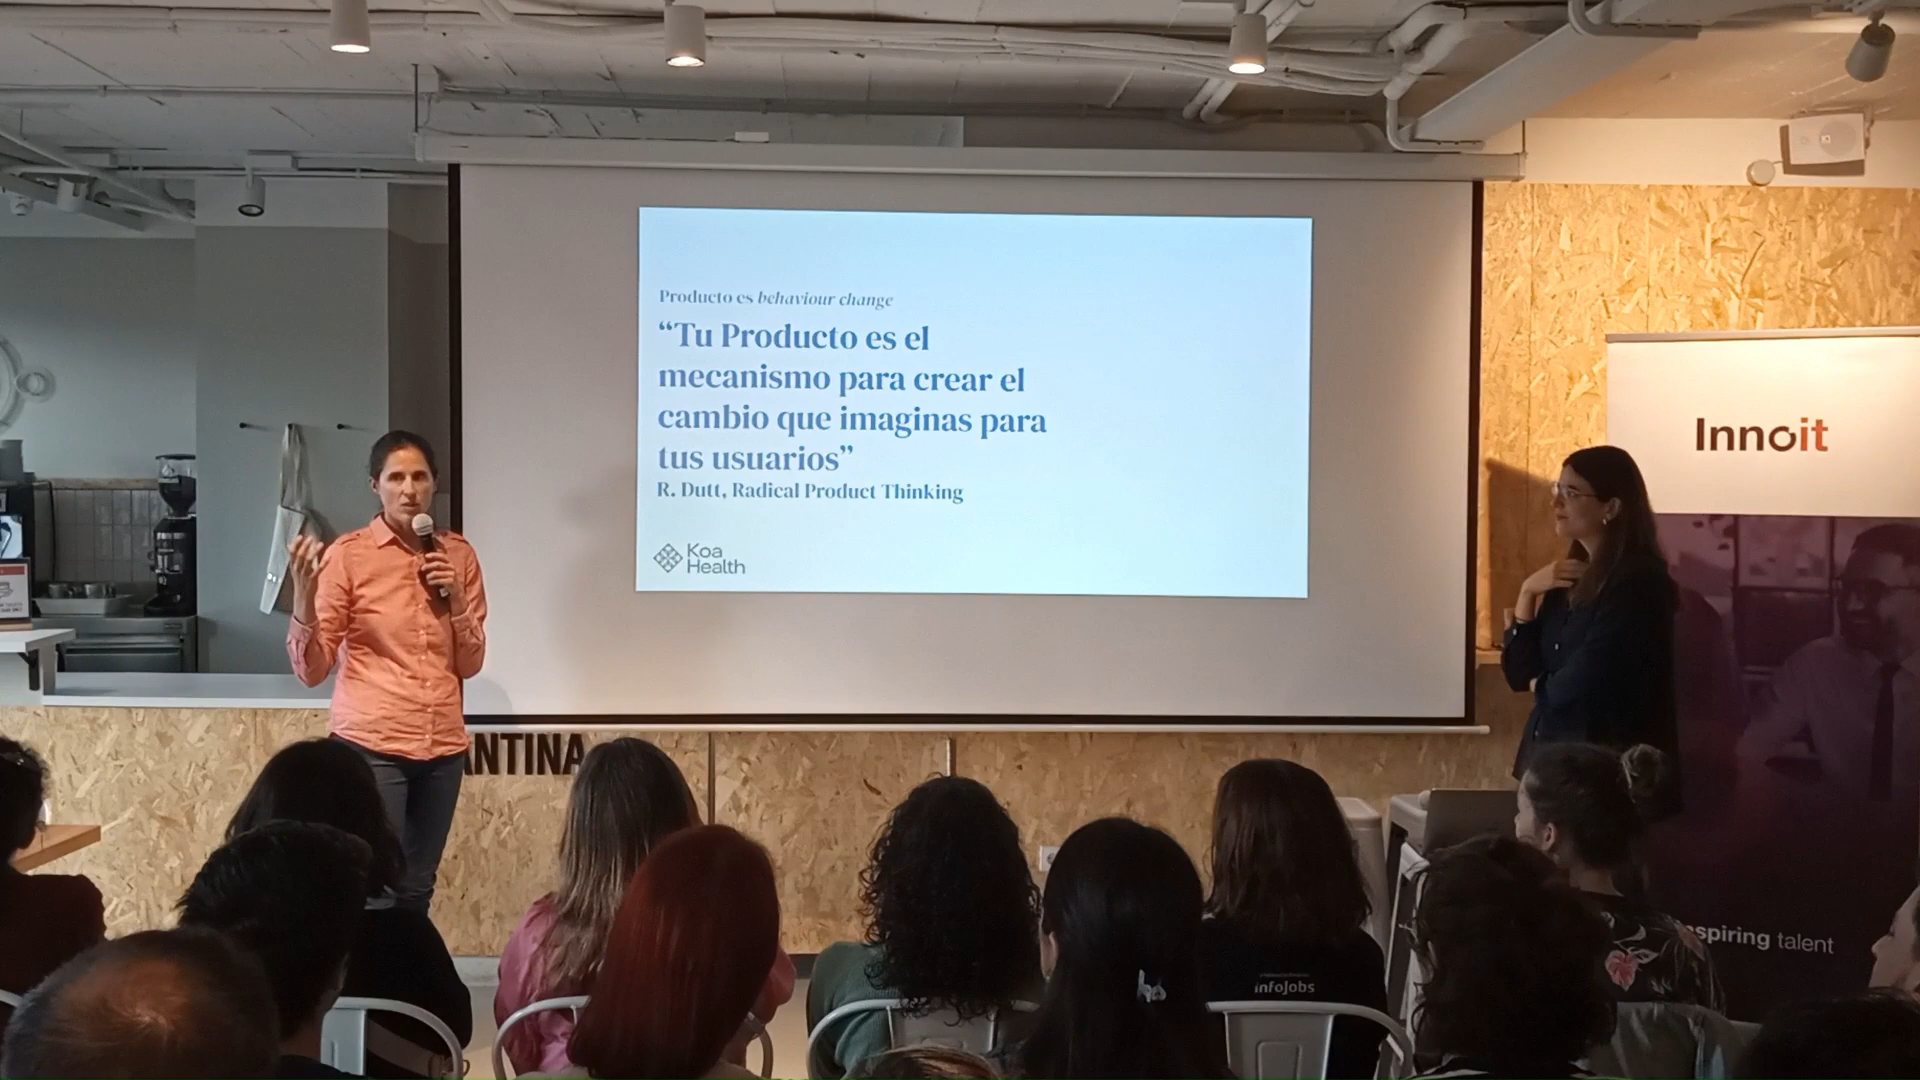 Producto es behaviour change
“Tu Producto es el
mecanismo para crear el
cambio que imaginas para
tus usuarios”
R. Dutt, Radical Product Thinking
Koa
Health
Innoit
ANTINA
spiring talent
infoJobs